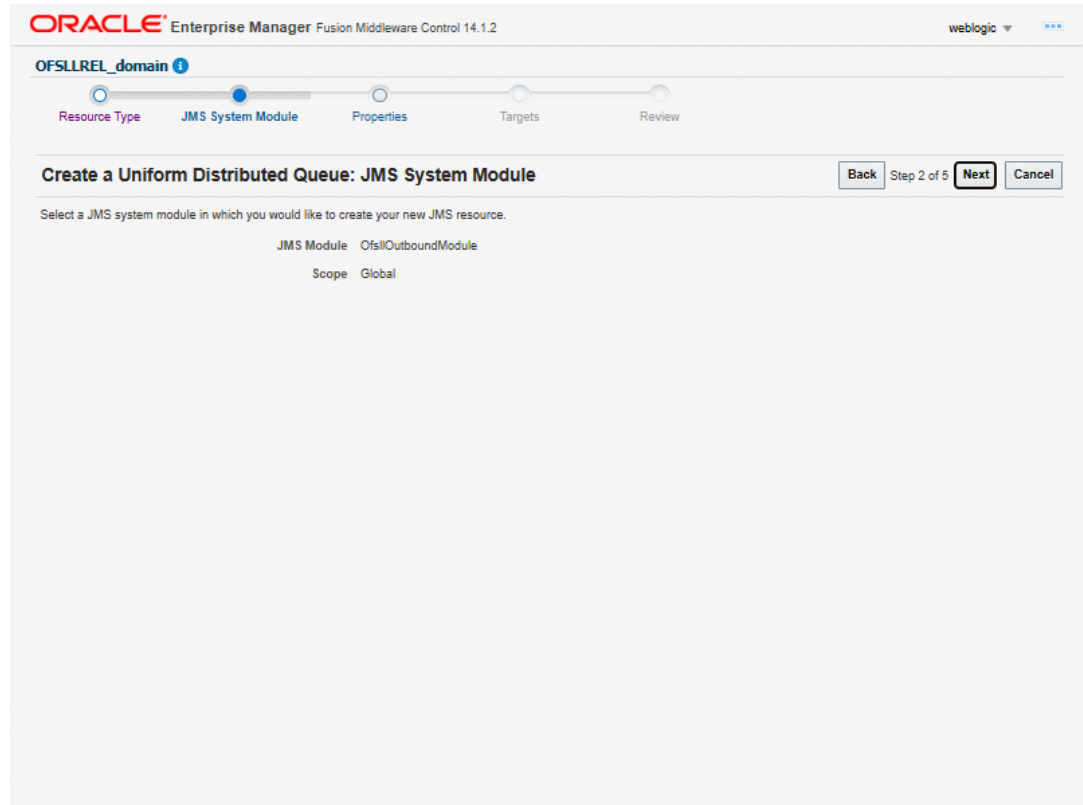 ORACLE Enterprise Manager Fusion Middleware Control 14.1.2 weblogic
OFSLLREL_domain
Resource Type JMS System Module Properties Targets Review
Create a Uniform Distributed Queue: JMS System Module Back Step 2 of 5 Next Cancel
Select a JMS system module in which you would like to create your new JMS resource.
JMS Module OfsllOutboundModule
Scope Global